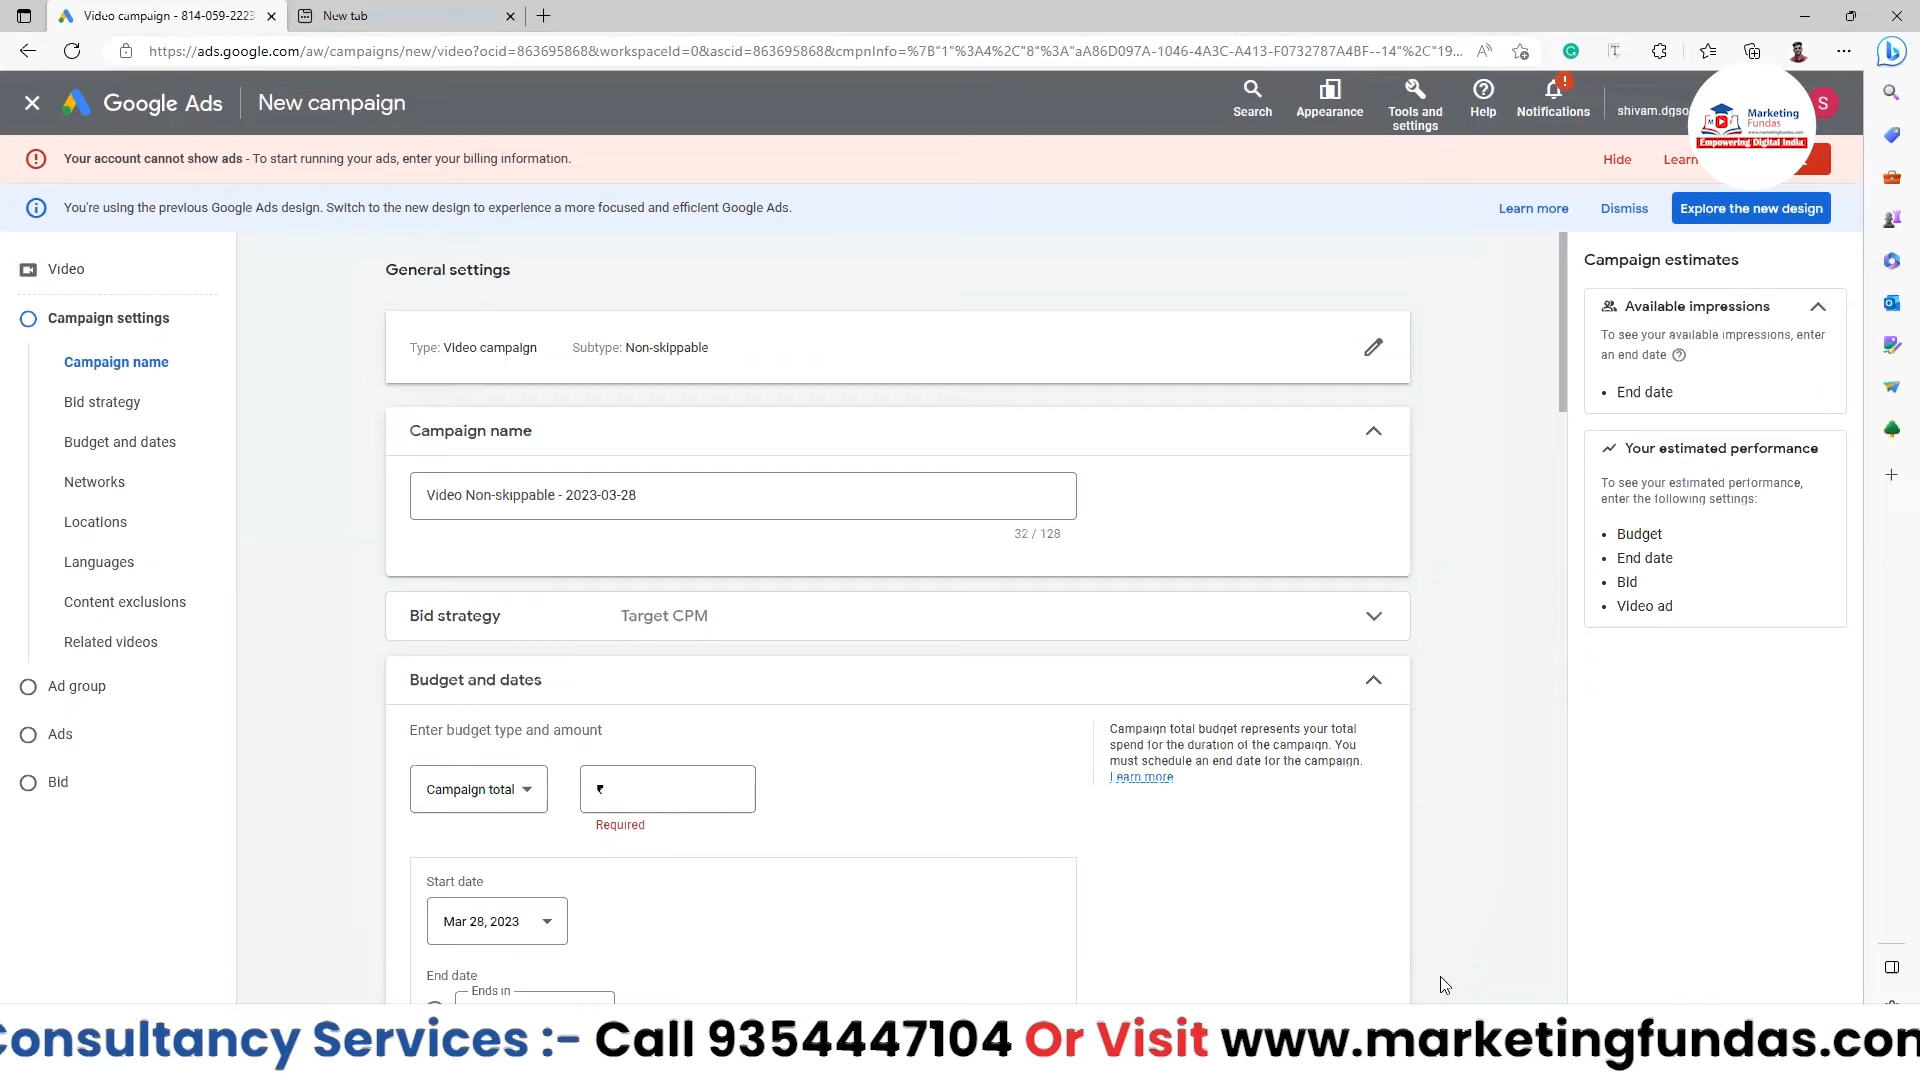 Video campaign - 814-059-2223
New tab
https://ads.google.com/aw/campaigns/new/video?ocid=863695868&workspaceId=0&ascid=863695868&cmpnInfo=%7B"1"%3A4%2C"8"%3A"aA86D097A-1046-4A3C-A413-F0732787A4BF--14"%2C"19...
Google Ads
New campaign
Search
Appearance
Tools and
settings
Help
Notifications
shivam.dgso
S
Marketing
Fundas
www.marketingfundas.com
Empowering Digital India
Your account cannot show ads - To start running your ads, enter your billing information.
Hide
Learn
You're using the previous Google Ads design. Switch to the new design to experience a more focused and efficient Google Ads.
Learn more
Dismiss
Explore the new design
Video
Campaign settings
Campaign name
Bid strategy
Budget and dates
Networks
Locations
Languages
Content exclusions
Related videos
Ad group
Ads
Bid
General settings
Type: Video campaign
Subtype: Non-skippable
Campaign name
Video Non-skippable - 2023-03-28
32 / 128
Bid strategy
Target CPM
Budget and dates
Enter budget type and amount
Campaign total
₹
Required
Campaign total budget represents your total
spend for the duration of the campaign. You
must schedule an end date for the campaign.
Learn more
Start date
Mar 28, 2023
End date
Ends in
Campaign estimates
Available impressions
To see your available impressions, enter
an end date
• End date
Your estimated performance
To see your estimated performance,
enter the following settings:
• Budget
• End date
• Bid
• Video ad
Consultancy Services :- Call 9354447104 Or Visit www.marketingfundas.com